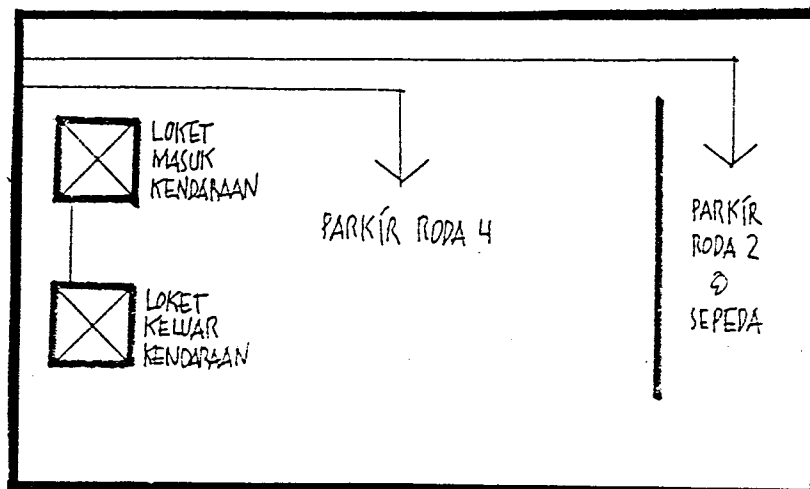 LOKET
MASUK
KENDARAAN
PARKIR RODA 4
PARKIR
RODA 2
&
SEPEDA
LOKET
KELUAR
KENDARAAN